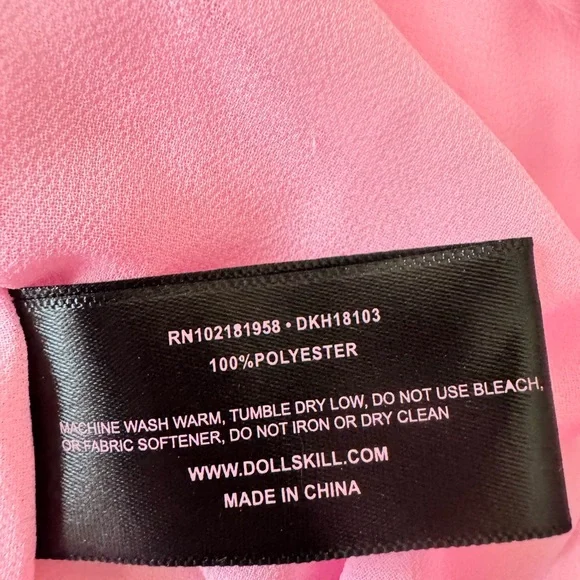 RN102181958 • DKH18103
100%POLYESTER
MACHINE WASH WARM, TUMBLE DRY LOW, DO NOT USE BLEACH,
OR FABRIC SOFTENER, DO NOT IRON OR DRY CLEAN
WWW.DOLLSKILL.COM
MADE IN CHINA